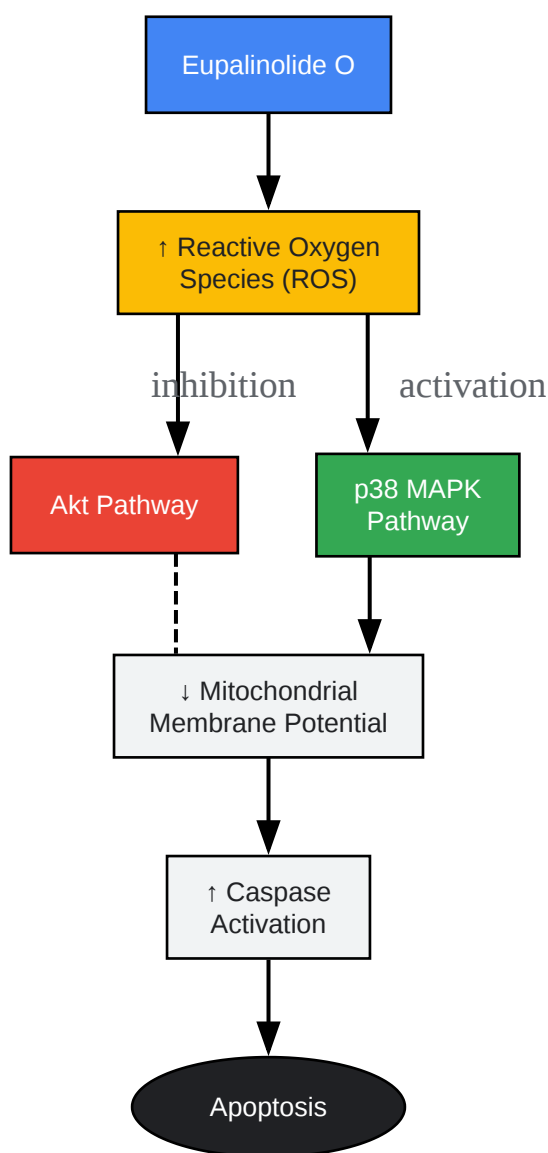 Eupalinolide O
↑ Reactive Oxygen
Species (ROS)
inhibition
activation
Akt Pathway
p38 MAPK
Pathway
↓ Mitochondrial
Membrane Potential
↑ Caspase
Activation
Apoptosis